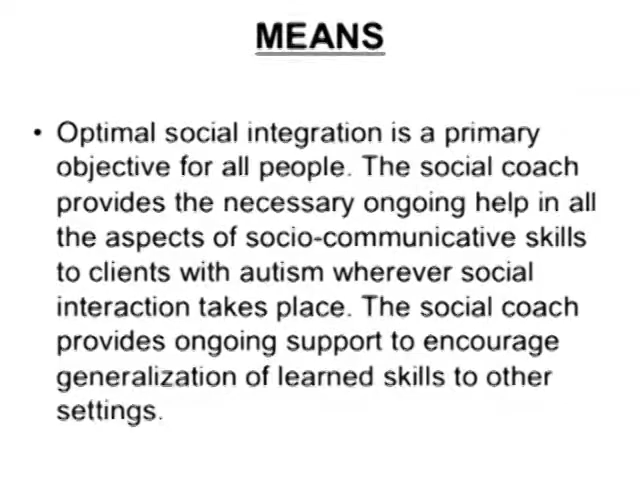 MEANS
• Optimal social integration is a primary
objective for all people. The social coach
provides the necessary ongoing help in all
the aspects of socio-communicative skills
to clients with autism wherever social
interaction takes place. The social coach
provides ongoing support to encourage
generalization of learned skills to other
settings.